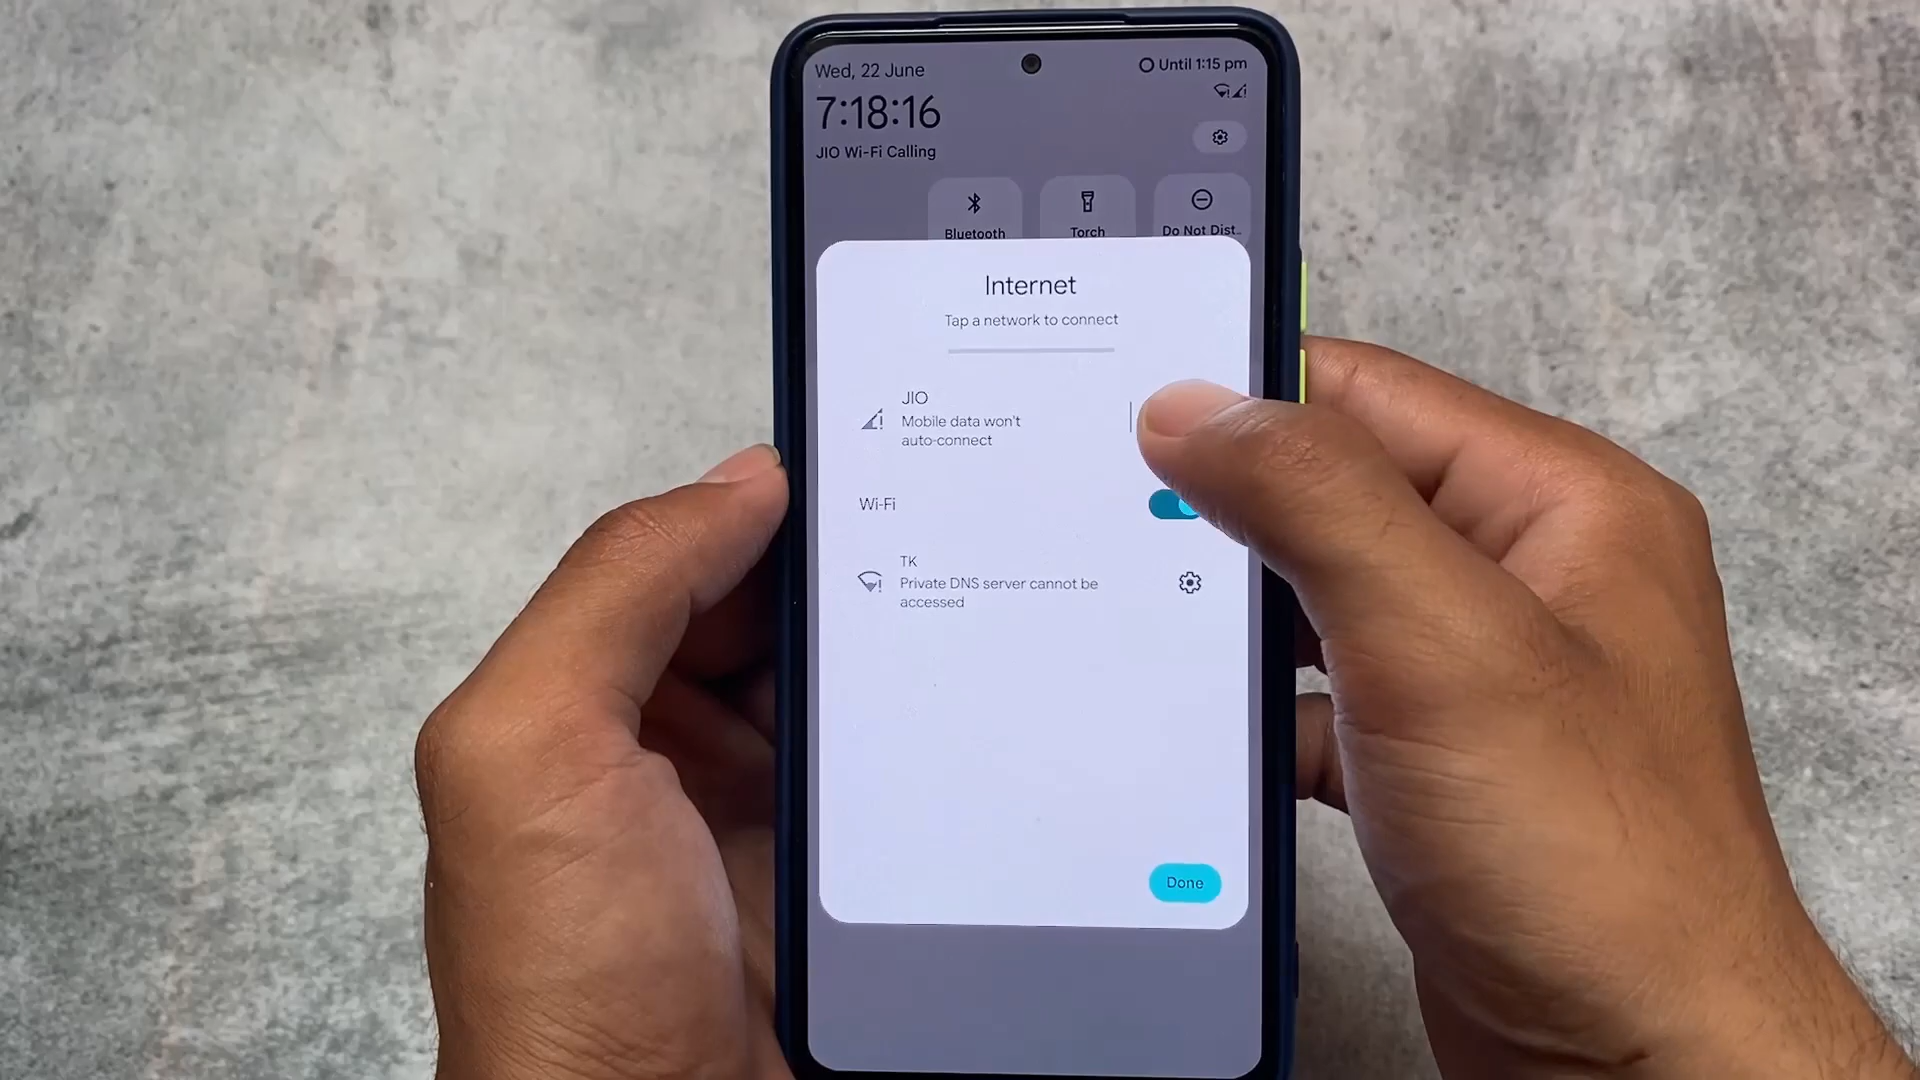 Wed, 22 June
Until 1:15 pm
7:18:16
JIO Wi-Fi Calling
Bluetooth
Torch
Do Not Dist..
Internet
Tap a network to connect
JIO
Mobile data won't
auto-connect
Wi-Fi
TK
Private DNS server cannot be
accessed
Done